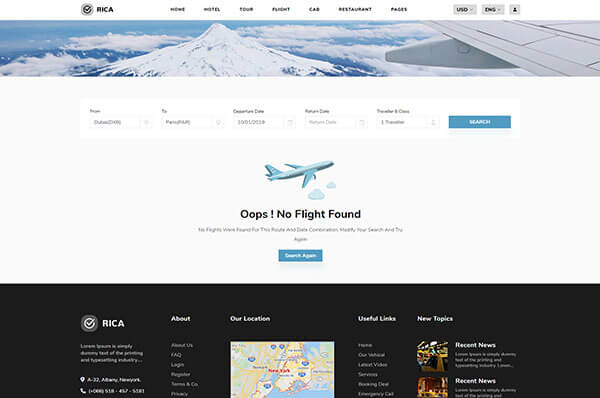 RICA
HOME HOTEL TOUR FLIGHT CAB RESTAURANT PAGES
USD ENG
From To Departure Date Return Date Traveller & Class
Dubai(DXB) Paris(PAR) 10/01/2019 Return Date 1 Traveller SEARCH
Oops ! No Flight Found
No Flights Were Found For This Route And Date Combination. Modify Your Search And Try
Again
Search Again
RICA
Lorem Ipsum is simply
dummy text of the printing
and typesetting industry....
A-32, Albany, Newyork.
(+066) 518 - 457 - 5181
About
About Us
FAQ
Login
Register
Terms & Co.
Privacy
Our Location
New York
Useful Links
Home
Our Vehical
Latest Video
Services
Booking Deal
Emergency Call
New Topics
Recent News
Lorem Ipsum is simply dummy
text of the printing and
typesetting industry. Lorem...
Recent News
Lorem Ipsum is simply dummy
text of the printing and